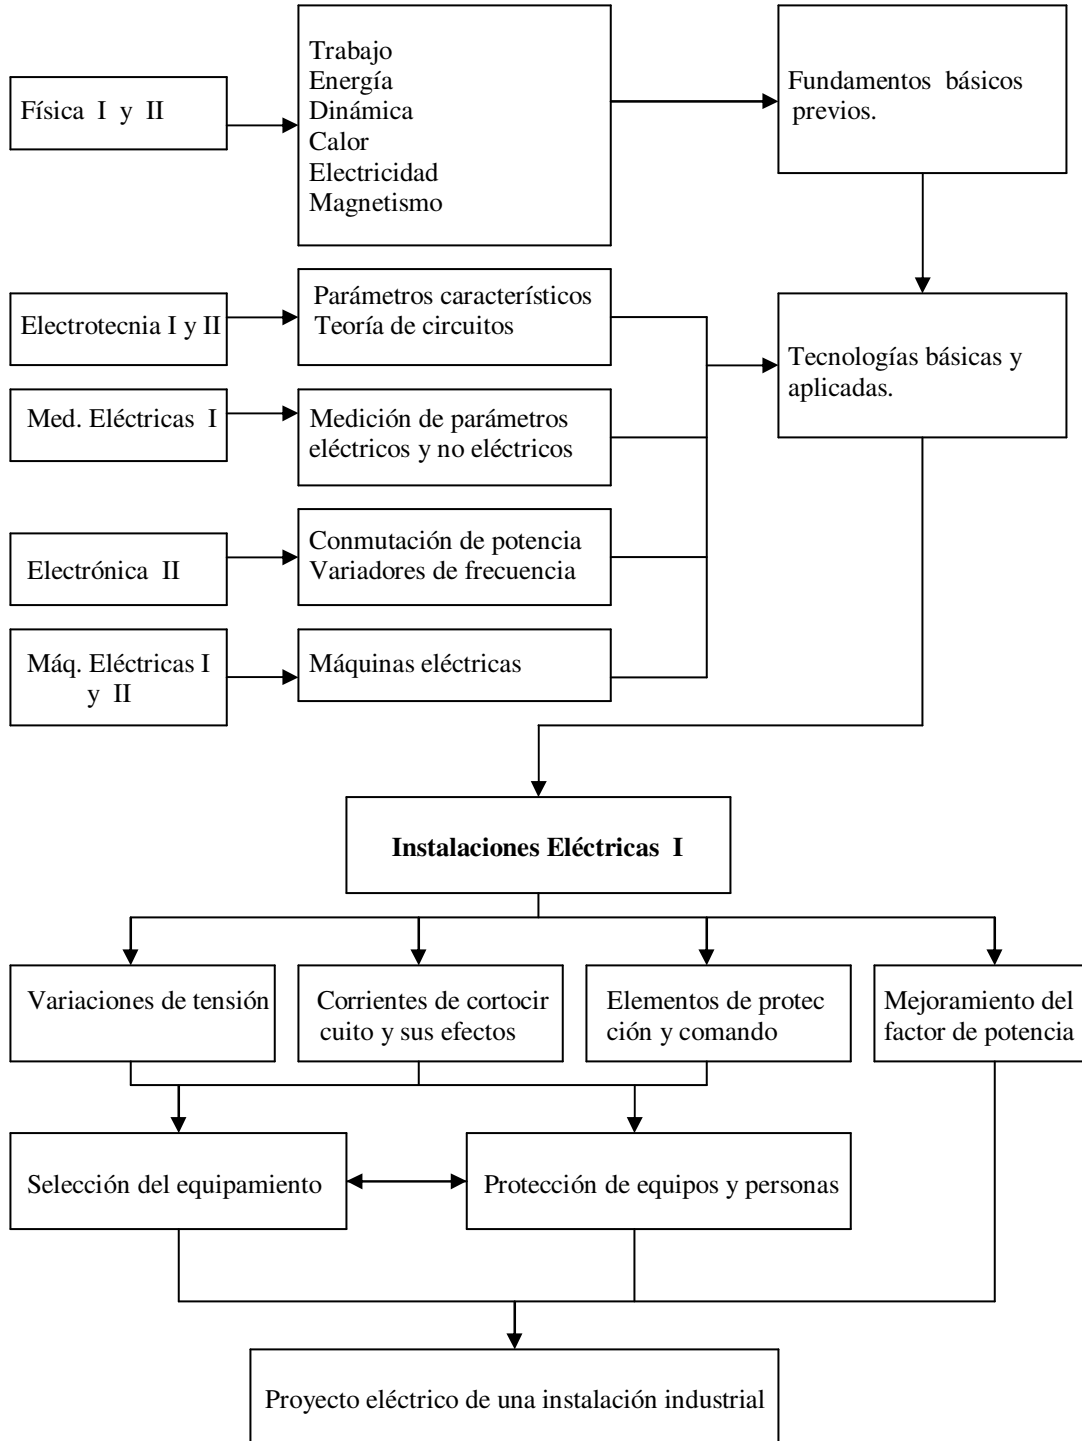 Física I y II
Trabajo
Energía
Dinámica
Calor
Electricidad
Magnetismo
Fundamentos básicos
previos.
Electrotecnia I y II
Parámetros característicos
Teoría de circuitos
Tecnologías básicas y
aplicadas.
Med. Eléctricas I
Medición de parámetros
eléctricos y no eléctricos
Electrónica II
Conmutación de potencia
Variadores de frecuencia
Máq. Eléctricas I
y II
Máquinas eléctricas
Instalaciones Eléctricas I
Variaciones de tensión
Corrientes de cortocir
cuito y sus efectos
Elementos de protec
ción y comando
Mejoramiento del
factor de potencia
Selección del equipamiento
Protección de equipos y personas
Proyecto eléctrico de una instalación industrial